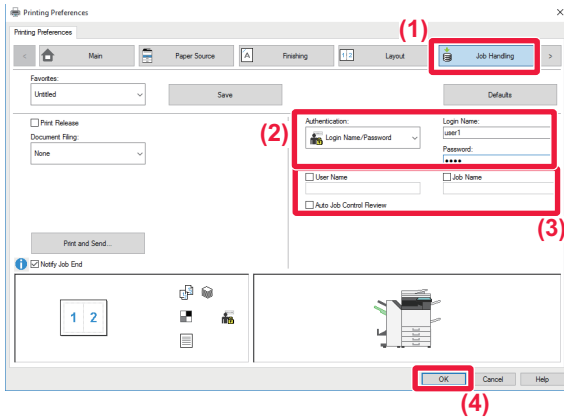 Printing Preferences
Printing Preferences
(1)
Main
Paper Source
A
Finishing
1 2
Layout
Job Handling
Favorites:
Untitled
Save
Defaults
Print Release
Document Filing:
None
(2)
Authentication:
Login Name/Password
Login Name:
user1
Password:
••••
User Name
Job Name
Auto Job Control Review
(3)
Print and Send...
Notify Job End
1 2
OK
Cancel
Help
(4)